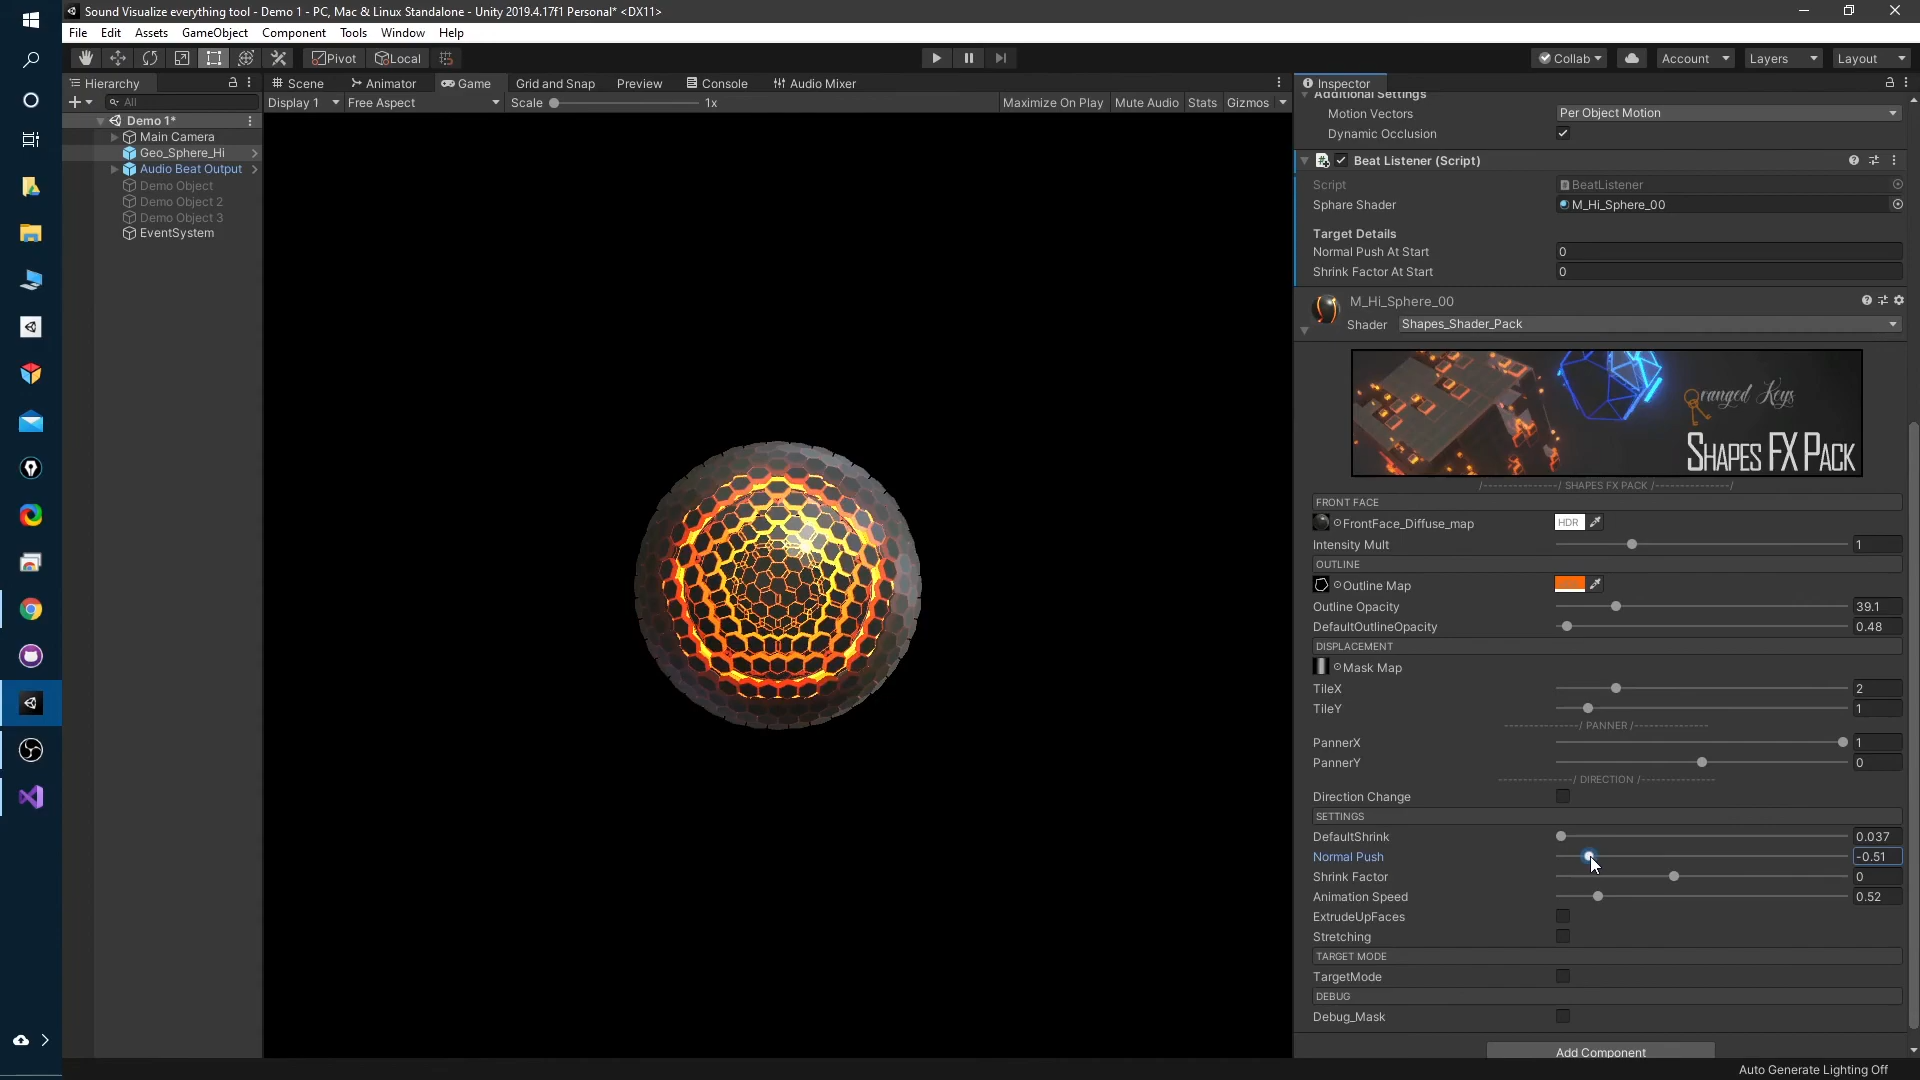 Sound Visualize everything tool - Demo 1 - PC, Mac & Linux Standalone - Unity 2019.4.17f1 Personal* <DX11>
File Edit Assets GameObject Component Tools Window Help
Pivot Local Collab Account Layers Layout
Hierarchy Scene Animator Game Grid and Snap Preview Console Audio Mixer Inspector
All Display 1 Free Aspect Scale 1x Maximize On Play Mute Audio Stats Gizmos
Demo 1*
Main Camera
Geo_Sphere_Hi
Audio Beat Output
Demo Object
Demo Object 2
Demo Object 3
EventSystem
Additional Settings
Motion Vectors Per Object Motion
Dynamic Occlusion
Beat Listener (Script)
Script BeatListener
Sphare Shader M_Hi_Sphere_00
Target Details
Normal Push At Start 0
Shrink Factor At Start 0
M_Hi_Sphere_00
Shader Shapes_Shader_Pack
ranged Keys
SHAPES FX PACK
/---------------/ SHAPES FX PACK /---------------/
FRONT FACE
FrontFace_Diffuse_map HDR
Intensity Mult 1
OUTLINE
Outline Map
Outline Opacity 39.1
DefaultOutlineOpacity 0.48
DISPLACEMENT
Mask Map
TileX 2
TileY 1
---------------/ PANNER /---------------
PannerX 1
PannerY 0
---------------/ DIRECTION /---------------
Direction Change
SETTINGS
DefaultShrink 0.037
Normal Push -0.51
Shrink Factor 0
Animation Speed 0.52
ExtrudeUpFaces
Stretching
TARGET MODE
TargetMode
DEBUG
Debug_Mask
Add Component
Auto Generate Lighting Off